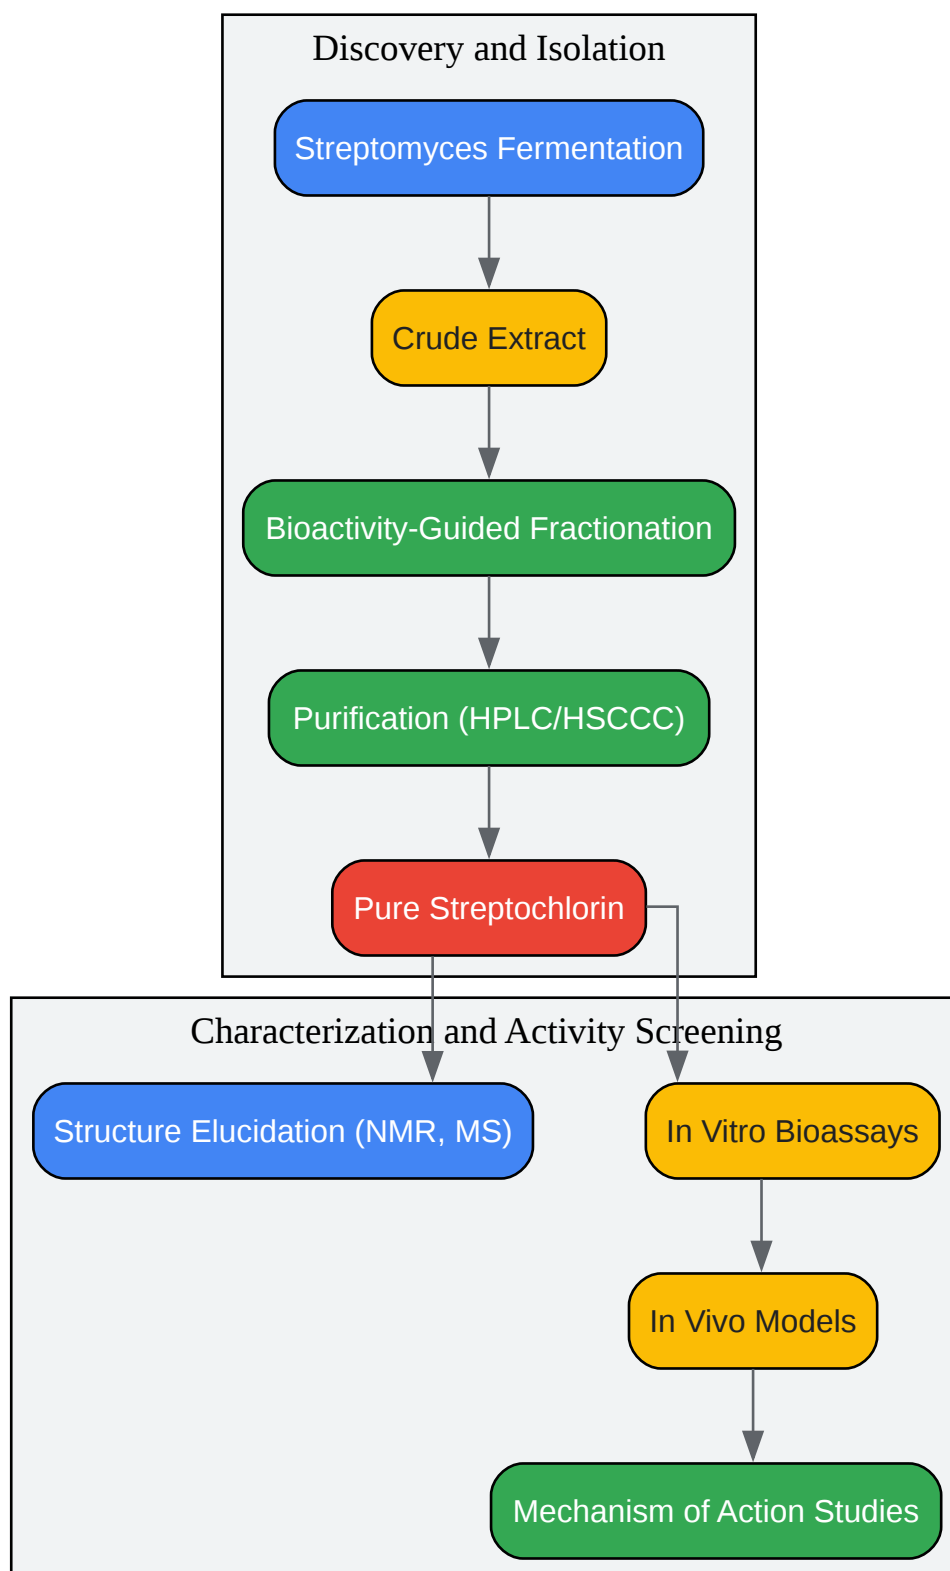 Discovery and Isolation
Streptomyces Fermentation
Crude Extract
Bioactivity-Guided Fractionation
Purification (HPLC/HSCCC)
Pure Streptochlorin
Characterization and Activity Screening
Structure Elucidation (NMR, MS)
In Vitro Bioassays
In Vivo Models
Mechanism of Action Studies